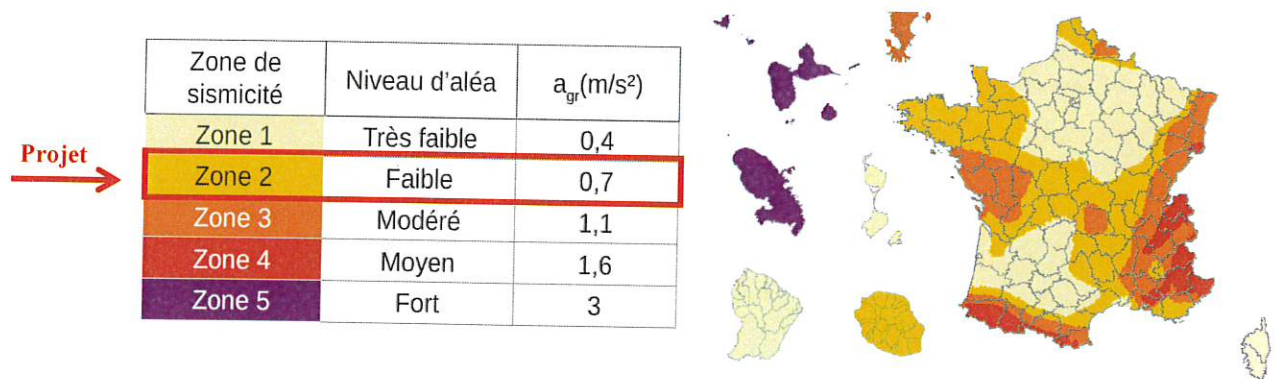 Zone de
sismicité
Niveau d'aléa
agr(m/s²)
Zone 1
Très faible
0,4
Projet
Zone 2
Faible
0,7
Zone 3
Modéré
1,1
Zone 4
Moyen
1,6
Zone 5
Fort
3